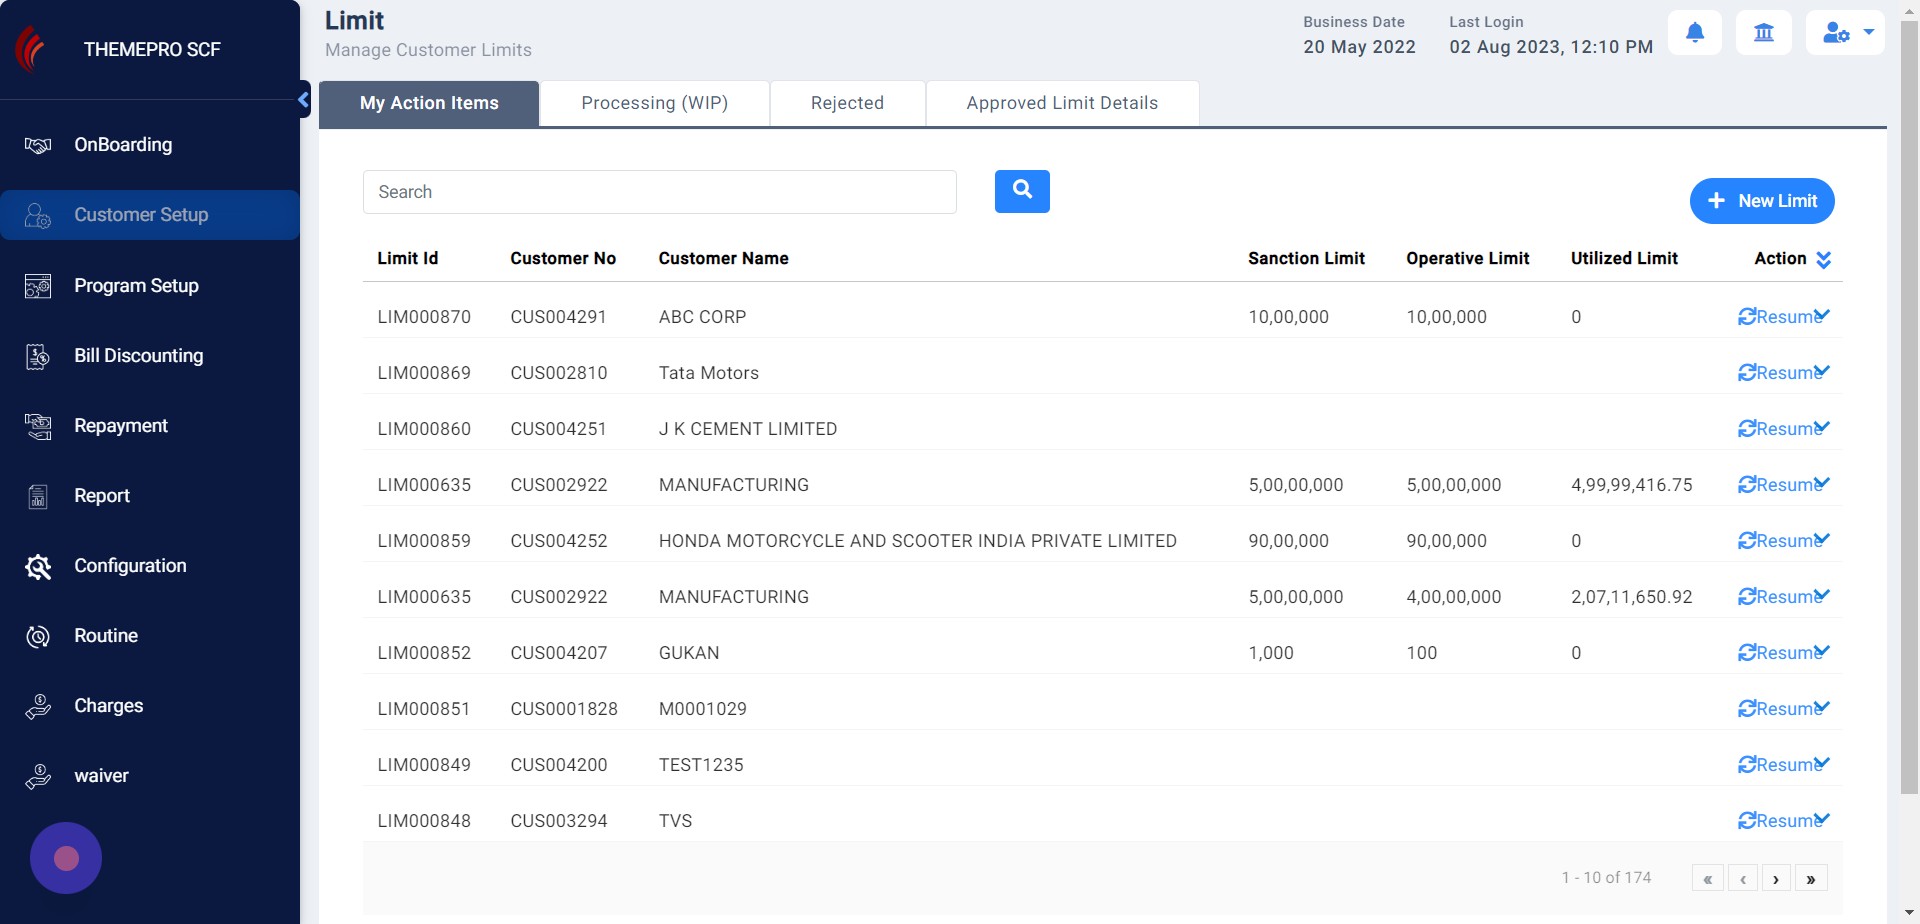 THEMEPRO SCF
OnBoarding
Customer Setup
Program Setup
Bill Discounting
Repayment
Report
Configuration
Routine
Charges
waiver
Limit
Manage Customer Limits
Business Date
20 May 2022
Last Login
02 Aug 2023, 12:10 PM
My Action Items
Processing (WIP)
Rejected
Approved Limit Details
Search
New Limit
Limit Id Customer No Customer Name Sanction Limit Operative Limit Utilized Limit Action
LIM000870 CUS004291 ABC CORP 10,00,000 10,00,000 0 Resume
LIM000869 CUS002810 Tata Motors Resume
LIM000860 CUS004251 J K CEMENT LIMITED Resume
LIM000635 CUS002922 MANUFACTURING 5,00,00,000 5,00,00,000 4,99,99,416.75 Resume
LIM000859 CUS004252 HONDA MOTORCYCLE AND SCOOTER INDIA PRIVATE LIMITED 90,00,000 90,00,000 0 Resume
LIM000635 CUS002922 MANUFACTURING 5,00,00,000 4,00,00,000 2,07,11,650.92 Resume
LIM000852 CUS004207 GUKAN 1,000 100 0 Resume
LIM000851 CUS0001828 M0001029 Resume
LIM000849 CUS004200 TEST1235 Resume
LIM000848 CUS003294 TVS Resume
1 - 10 of 174 « ‹ › »